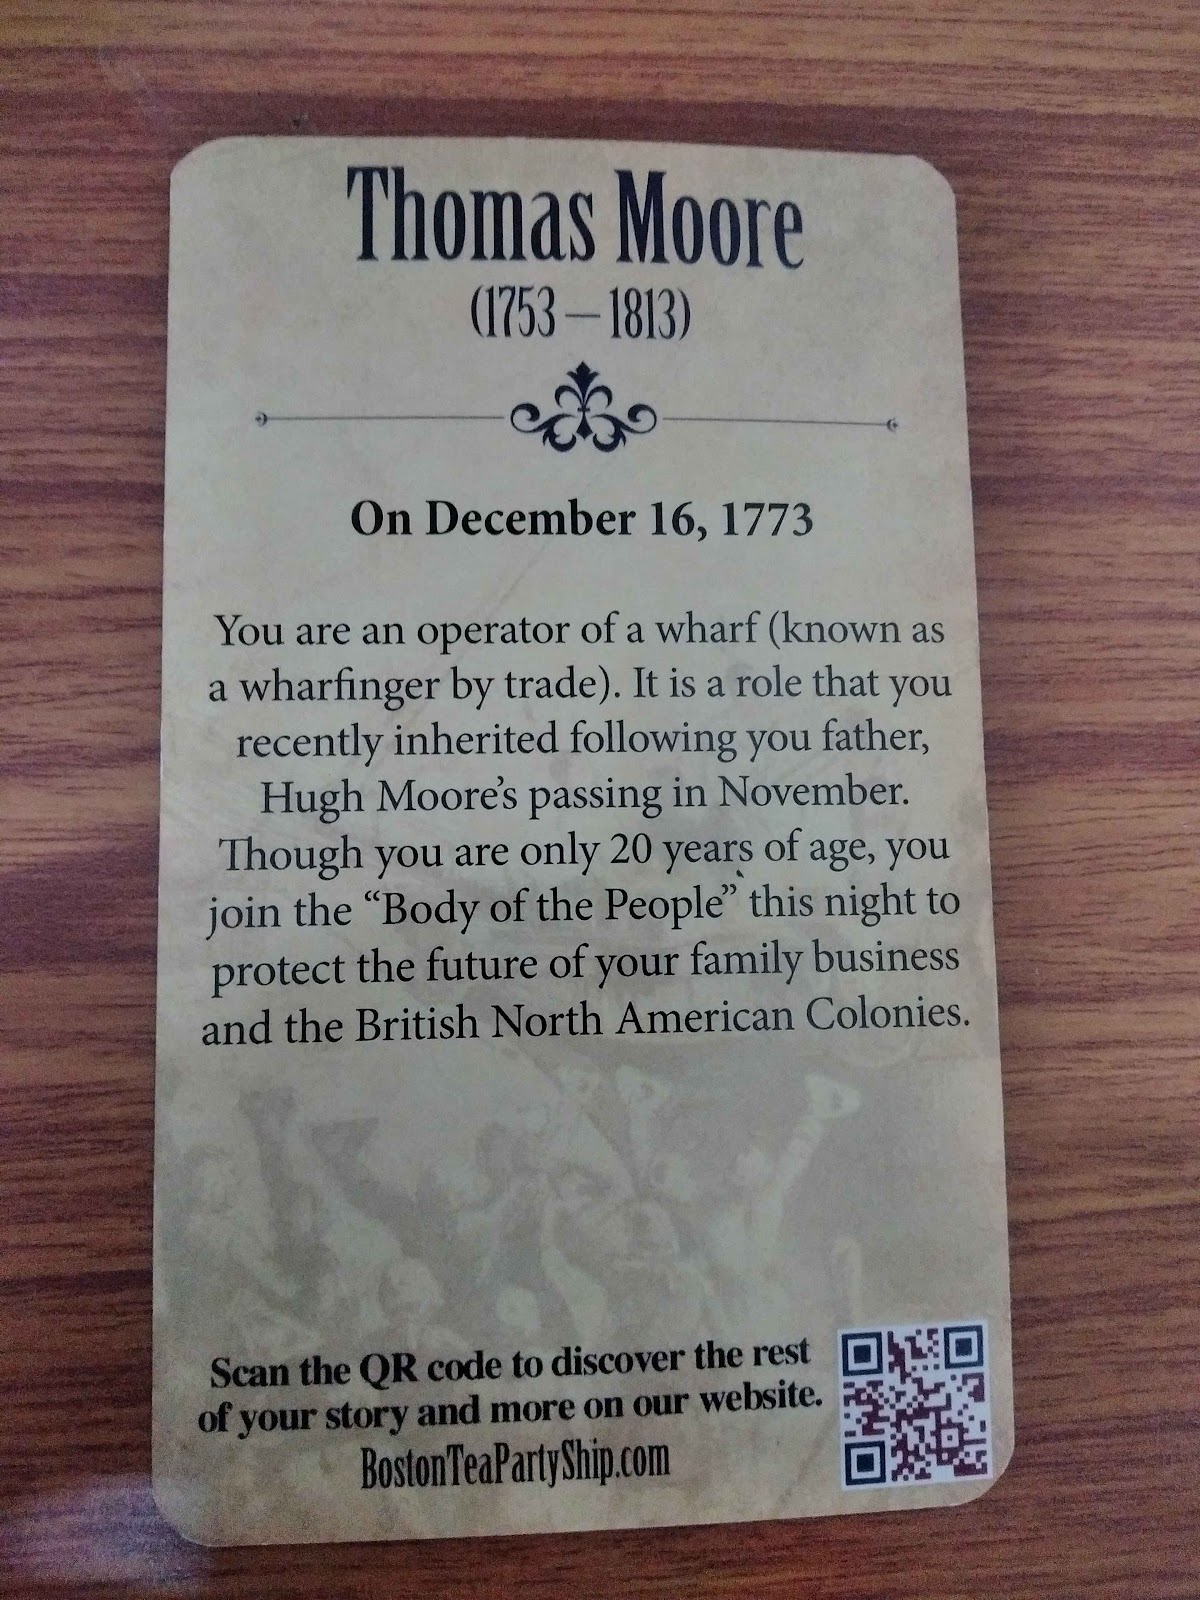 Thomas Moore
(1753 — 1813)
On December 16, 1773
You are an operator of a wharf (known as
a wharfinger by trade). It is a role that you
recently inherited following you father,
Hugh Moore's passing in November.
Though you are only 20 years of age, you
join the “Body of the People” this night to
protect the future of your family business
and the British North American Colonies.
Scan the QR code to discover the rest
of your story and more on our website.
BostonTeaPartyShip.com